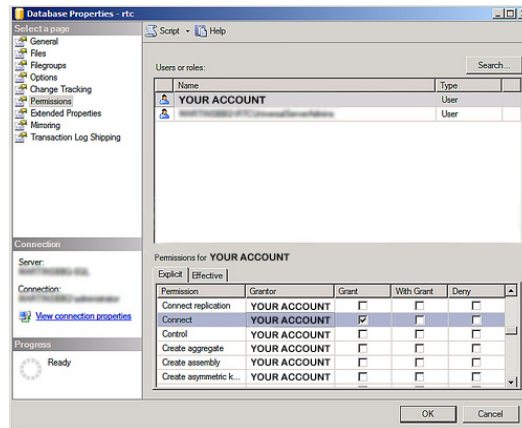 Database Properties - rtc
Select a page
General
Files
Filegroups
Options
Change Tracking
Permissions
Extended Properties
Mirroring
Transaction Log Shipping
Script Help
Users or roles:
Search...
Name Type
YOUR ACCOUNT User
User
Connection
Server:
Connection:
View connection properties
Progress
Ready
Permissions for YOUR ACCOUNT
Explicit Effective
Permission Grantor Grant With Grant Deny
Connect replication YOUR ACCOUNT
Connect YOUR ACCOUNT
Control YOUR ACCOUNT
Create aggregate YOUR ACCOUNT
Create assembly YOUR ACCOUNT
Create asymmetric k... YOUR ACCOUNT
OK Cancel